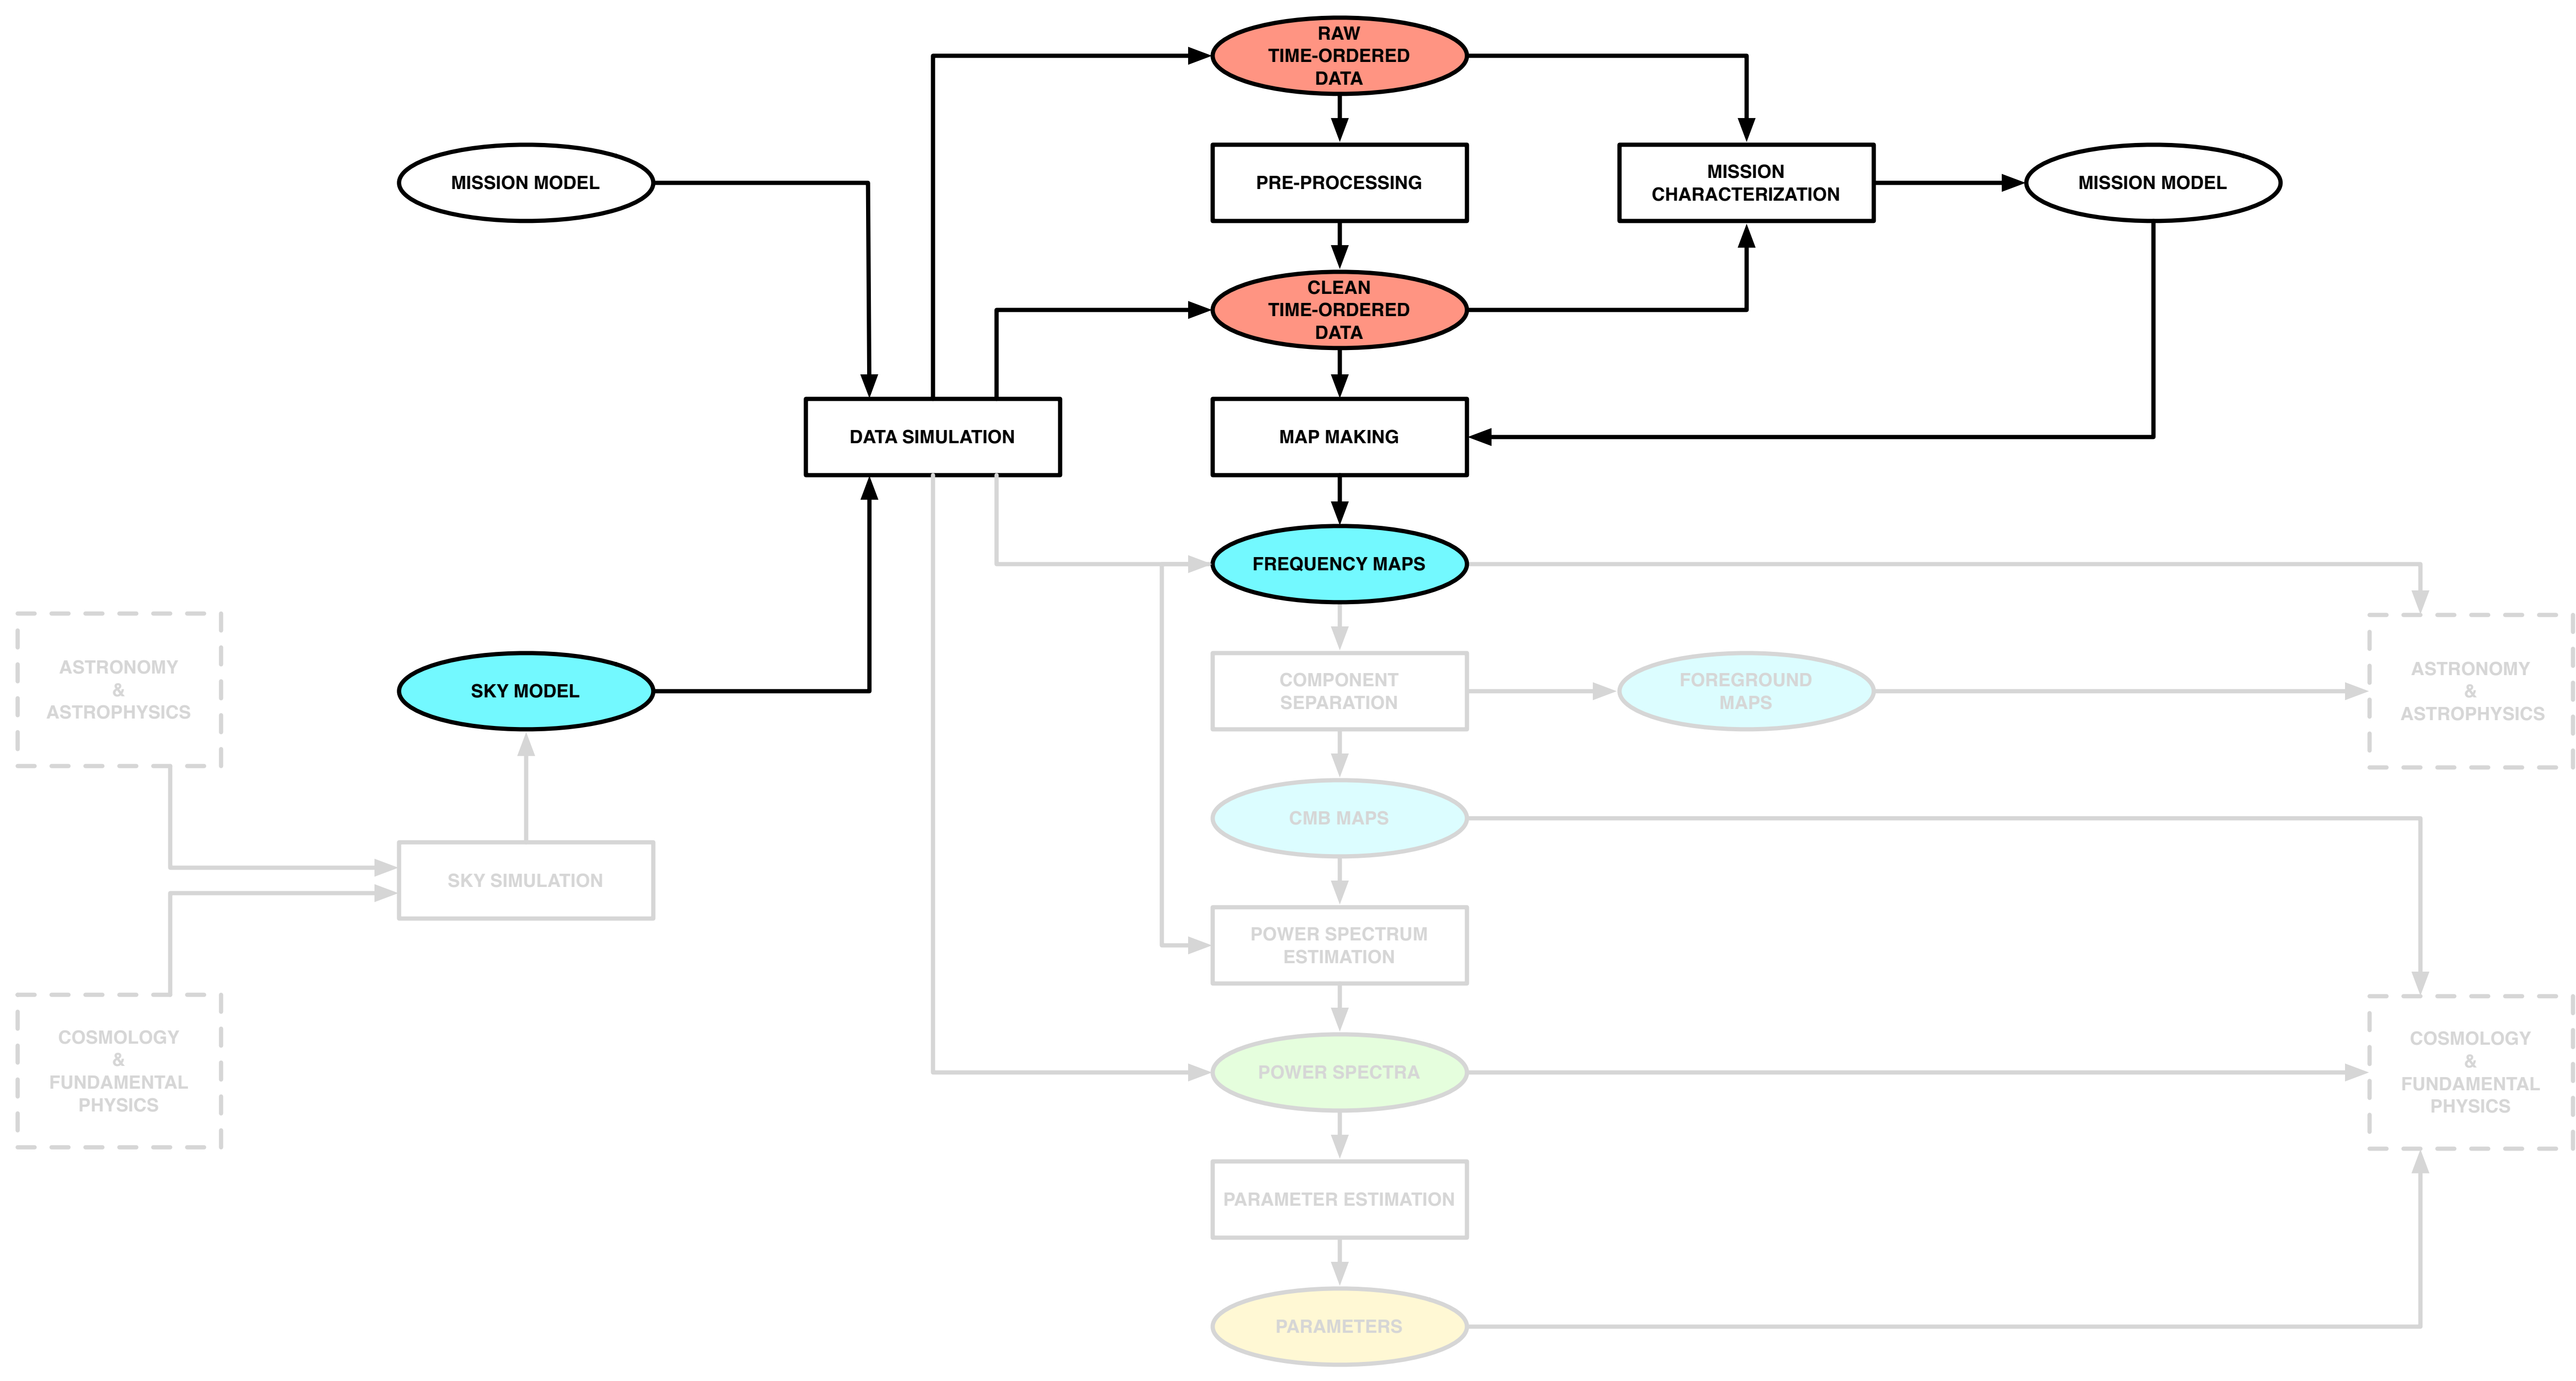 RAW
TIME-ORDERED
DATA
MISSION MODEL
PRE-PROCESSING
MISSION
CHARACTERIZATION
MISSION MODEL
CLEAN
TIME-ORDERED
DATA
DATA SIMULATION
MAP MAKING
FREQUENCY MAPS
ASTRONOMY
&
ASTROPHYSICS
SKY MODEL
COMPONENT
SEPARATION
FOREGROUND
MAPS
ASTRONOMY
&
ASTROPHYSICS
CMB MAPS
SKY SIMULATION
POWER SPECTRUM
ESTIMATION
COSMOLOGY
&
FUNDAMENTAL
PHYSICS
POWER SPECTRA
COSMOLOGY
&
FUNDAMENTAL
PHYSICS
PARAMETER ESTIMATION
PARAMETERS